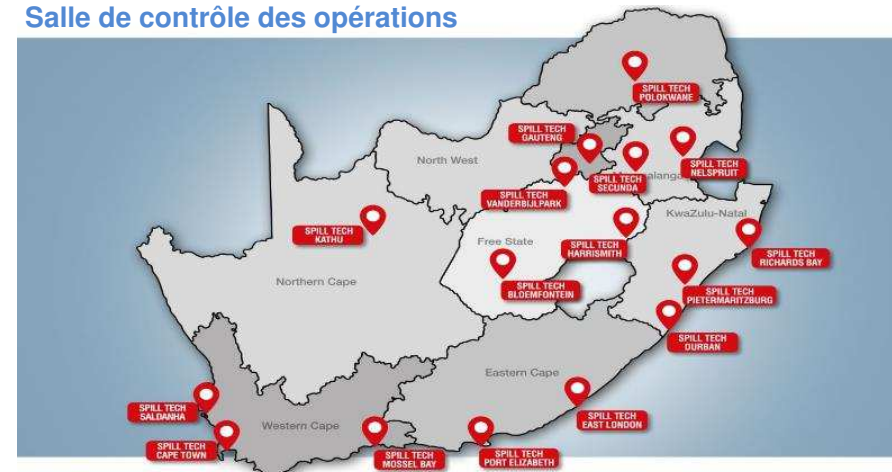 Salle de contrôle des opérations
SPILL TECH
POLOKWANE
SPILL TECH
GAUTENG
North West
SPILL TECH
NELSPRUIT
SPILL TECH
SECUNDA
alanga
SPILL TECH
VANDERBIJLPARK
KwaZulu-Natal
SPILL TECH
KATHU
Free State
SPILL TECH
HARRISMITH
SPILL TECH
RICHARDS BAY
Northern Cape
SPILL TECH
BLOEMFONTEIN
SPILL TECH
PIETERMARITZBURG
SPILL TECH
DURBAN
Eastern Cape
SPILL TECH
SALDANHA
SPILL TECH
EAST LONDON
Western Cape
SPILL TECH
CAPE TOWN
SPILL TECH
MOSSEL BAY
SPILL TECH
PORT ELIZABETH